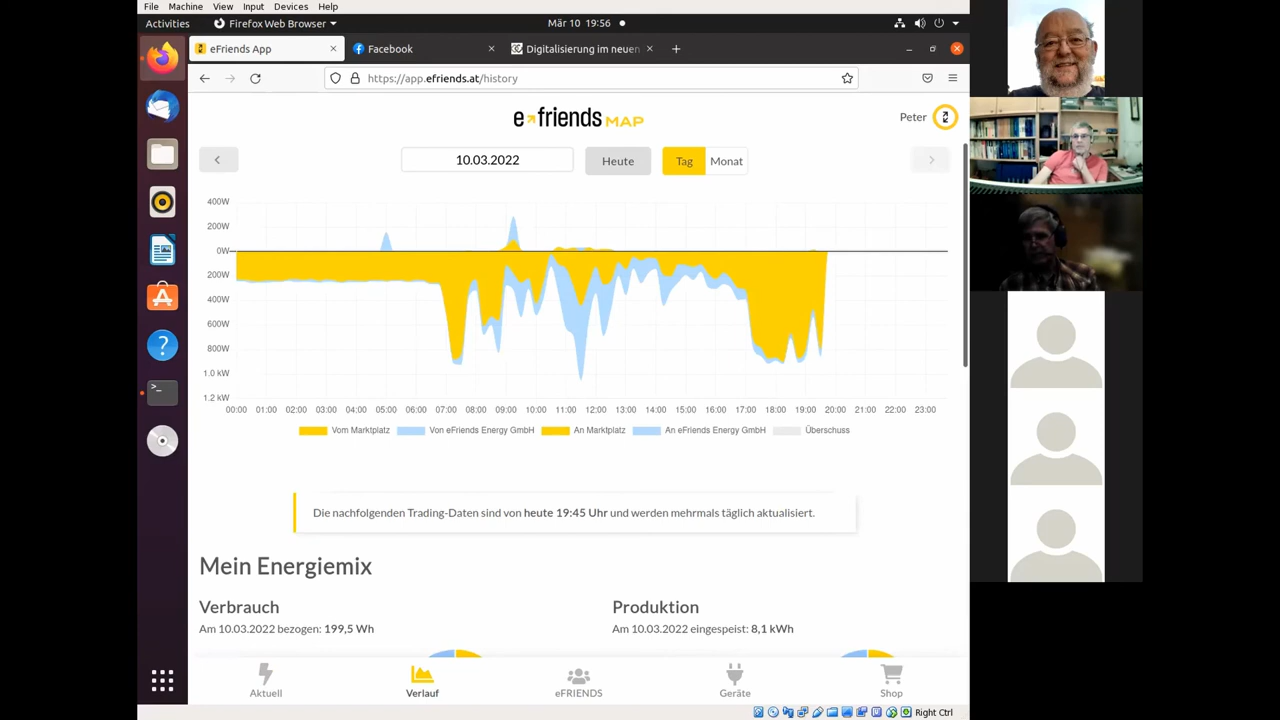 File Machine View Input Devices Help
Activities Firefox Web Browser Mär 10 19:56
eFriends App Facebook Digitalisierung im neuen
https://app.efriends.at/history
e friends MAP Peter
10.03.2022 Heute Tag Monat
400W
200W
0W
200W
400W
600W
800W
1.0 kW
1.2 kW
00:00 01:00 02:00 03:00 04:00 05:00 06:00 07:00 08:00 09:00 10:00 11:00 12:00 13:00 14:00 15:00 16:00 17:00 18:00 19:00 20:00 21:00 22:00 23:00
Vom Marktplatz Von eFriends Energy GmbH An Marktplatz An eFriends Energy GmbH Überschuss
Die nachfolgenden Trading-Daten sind von heute 19:45 Uhr und werden mehrmals täglich aktualisiert.
Mein Energiemix
Verbrauch Produktion
Am 10.03.2022 bezogen: 199,5 Wh Am 10.03.2022 eingespeist: 8,1 kWh
Aktuell Verlauf eFRIENDS Geräte Shop
Right Ctrl